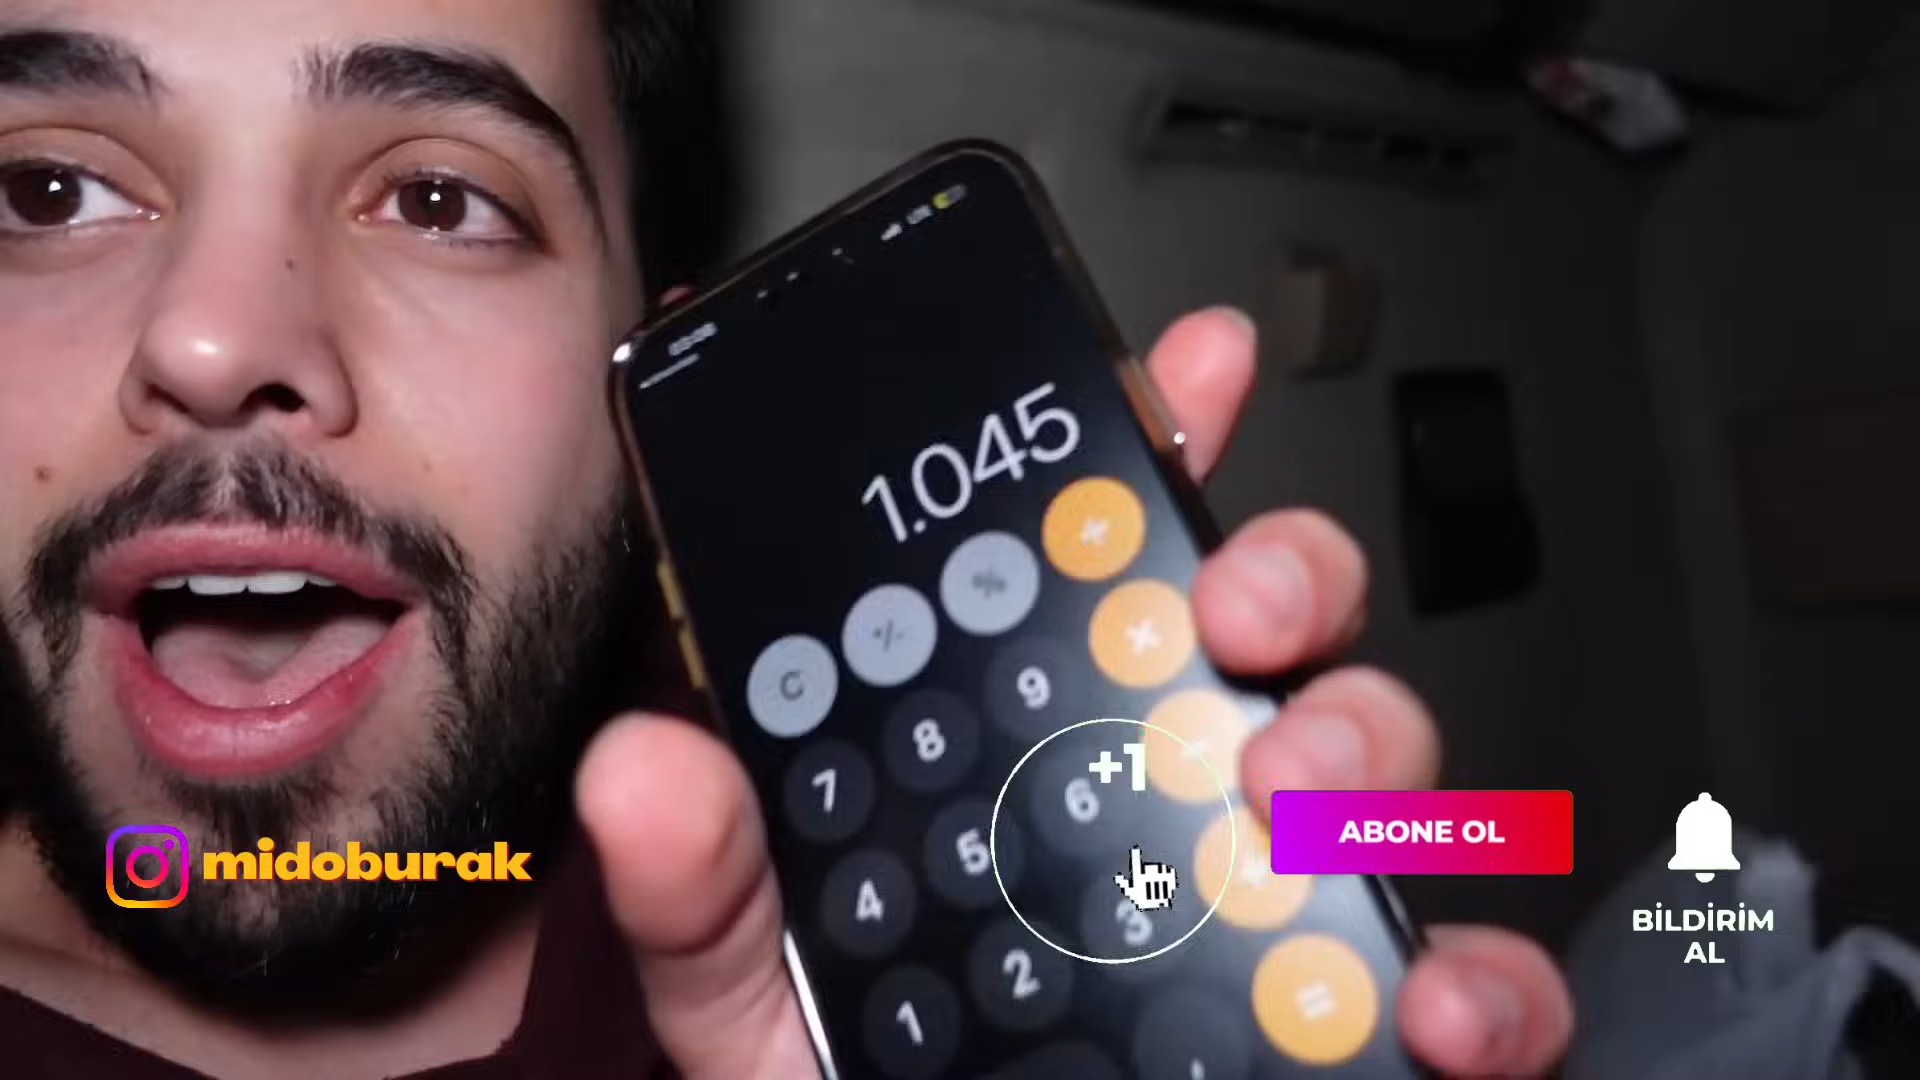 1.045
C +/- % ÷
7 8 9 ×
4 5 6 −
1 2 3 +
=
+1
midoburak
ABONE OL
BİLDİRİM
AL